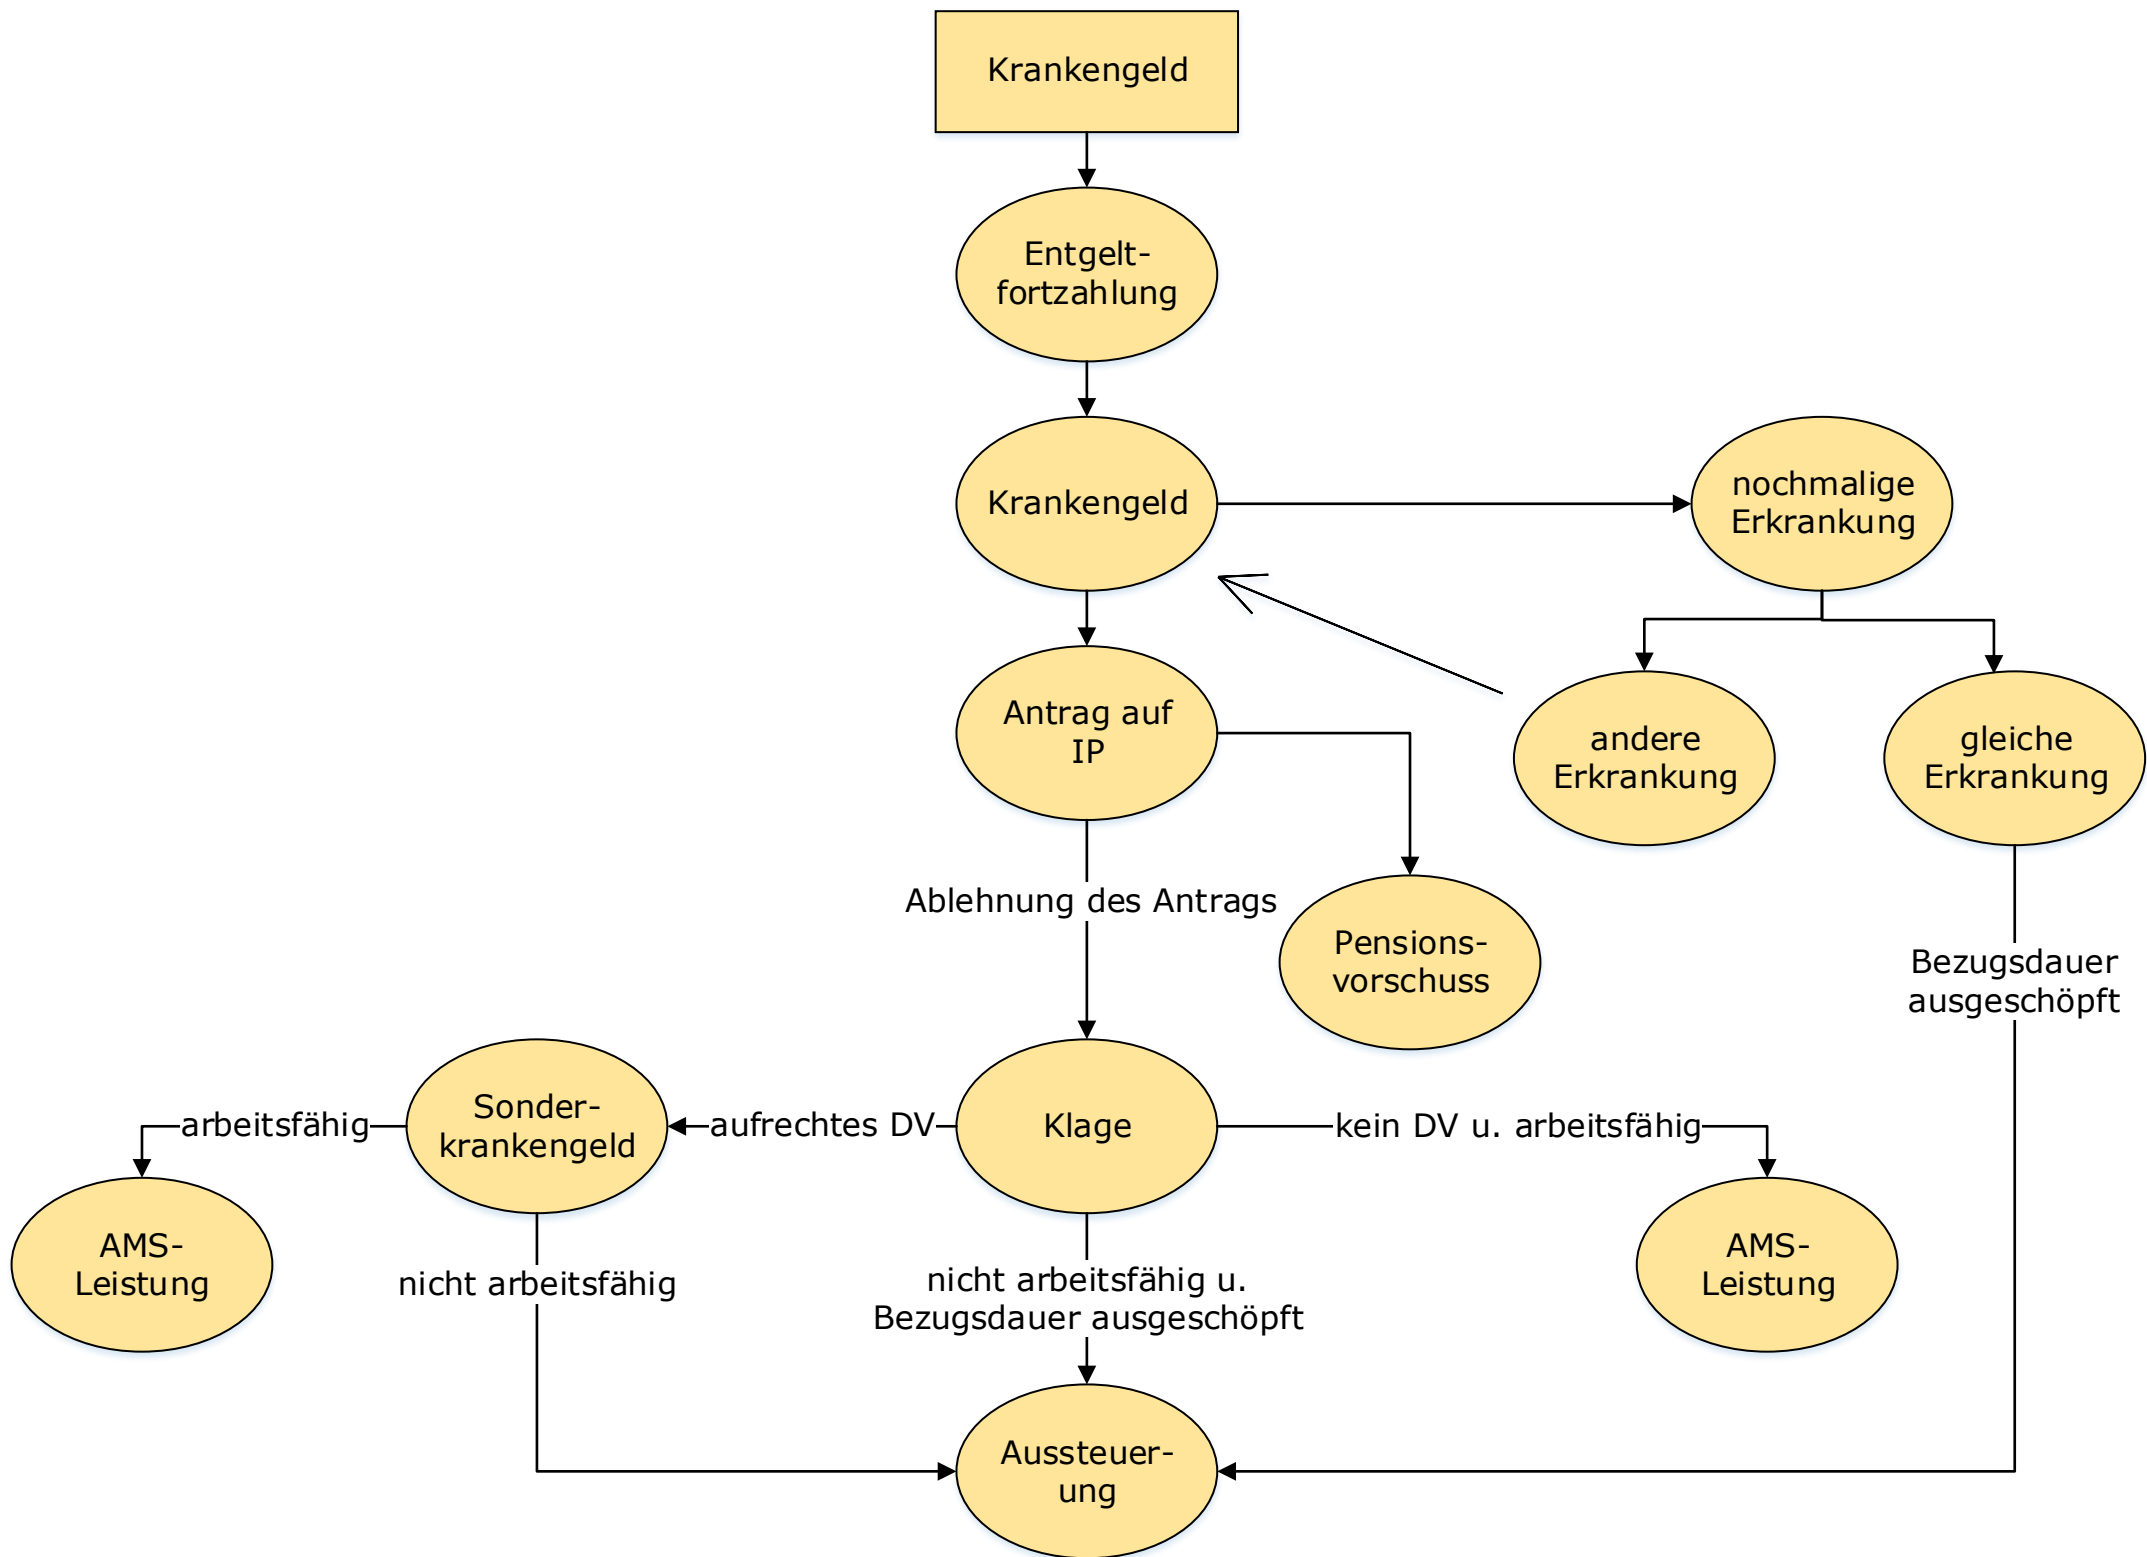 Krankengeld
Entgelt-
fortzahlung
Krankengeld
nochmalige
Erkrankung
Antrag auf
IP
andere
Erkrankung
gleiche
Erkrankung
Ablehnung des Antrags
Pensions-
vorschuss
Bezugsdauer
ausgeschöpft
arbeitsfähig
Sonder-
krankengeld
aufrechtes DV
Klage
kein DV u. arbeitsfähig
AMS-
Leistung
nicht arbeitsfähig
nicht arbeitsfähig u.
Bezugsdauer ausgeschöpft
AMS-
Leistung
Aussteuer-
ung